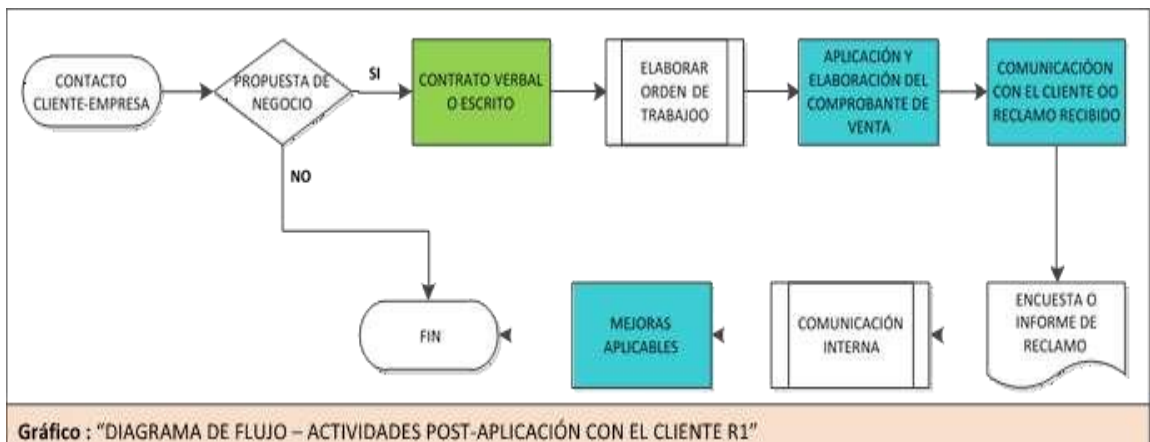 CONTACTO
CLIENTE-EMPRESA
PROPUESTA DE
NEGOCIO
SI
NO
CONTRATO VERBAL
O ESCRITO
ELABORAR
ORDEN DE
TRABAJOO
APLICACIÓN Y
ELABORACIÓN DEL
COMPROBANTE DE
VENTA
COMUNICACIÓON
CON EL CLIENTE OO
RECLAMO RECIBIDO
ENCUESTA O
INFORME DE
RECLAMO
COMUNICACIÓN
INTERNA
MEJORAS
APLICABLES
FIN
Gráfico : "DIAGRAMA DE FLUJO – ACTIVIDADES POST-APLICACIÓN CON EL CLIENTE R1"